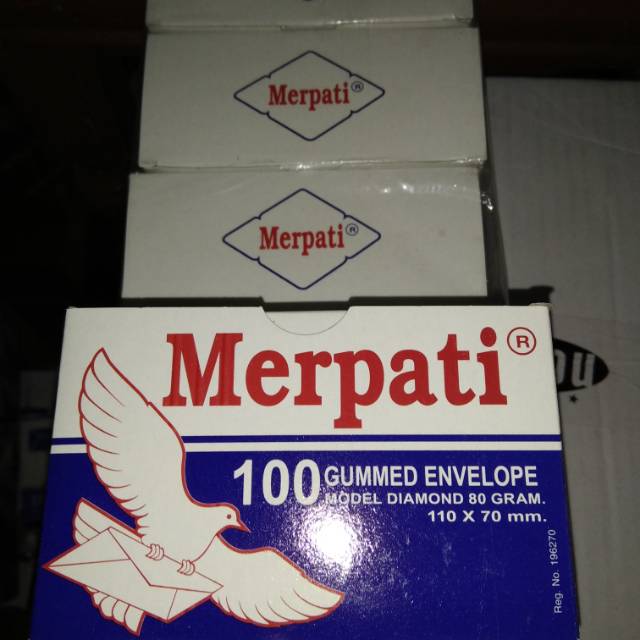 Merpati®
Merpati®
Merpati®
100 GUMMED ENVELOPE
MODEL DIAMOND 80 GRAM.
110 X 70 mm.
Reg. No. 196270